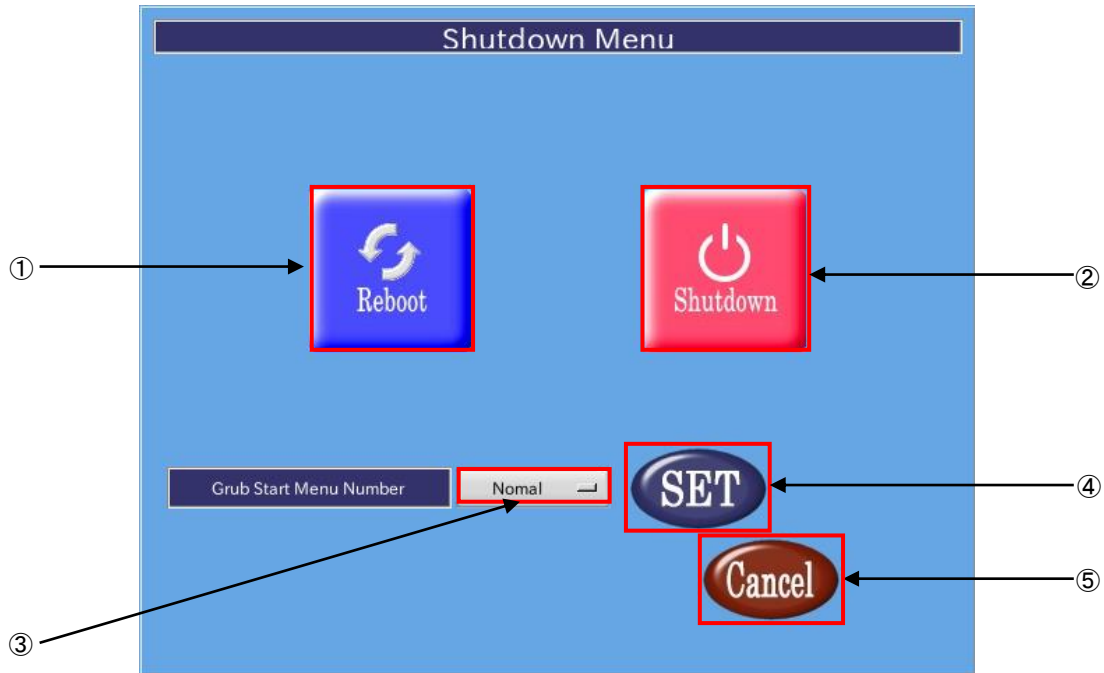 Shutdown Menu
① Reboot Shutdown ②
Grub Start Menu Number Nomal SET ④
Cancel ⑤
③